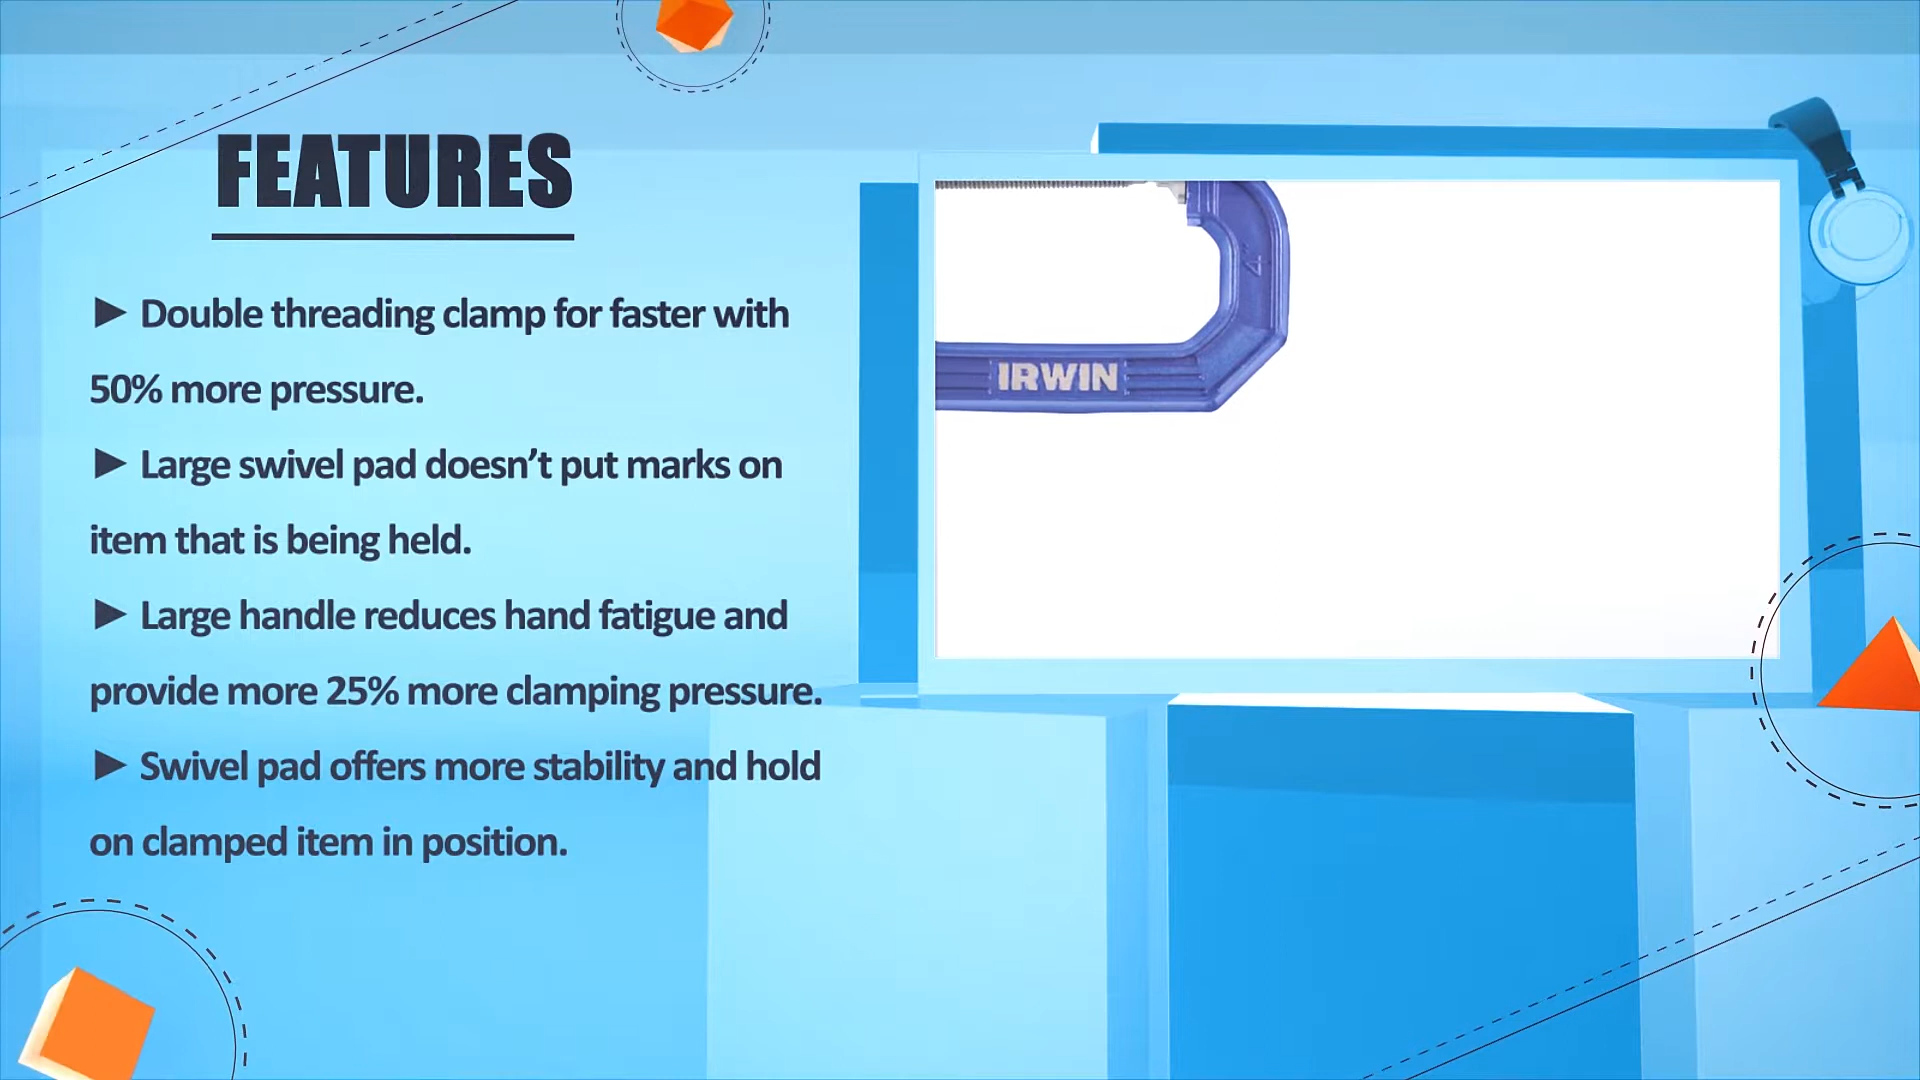 FEATURES
► Double threading clamp for faster with
50% more pressure.
► Large swivel pad doesn’t put marks on
item that is being held.
► Large handle reduces hand fatigue and
provide more 25% more clamping pressure.
► Swivel pad offers more stability and hold
on clamped item in position.
4"
IRWIN